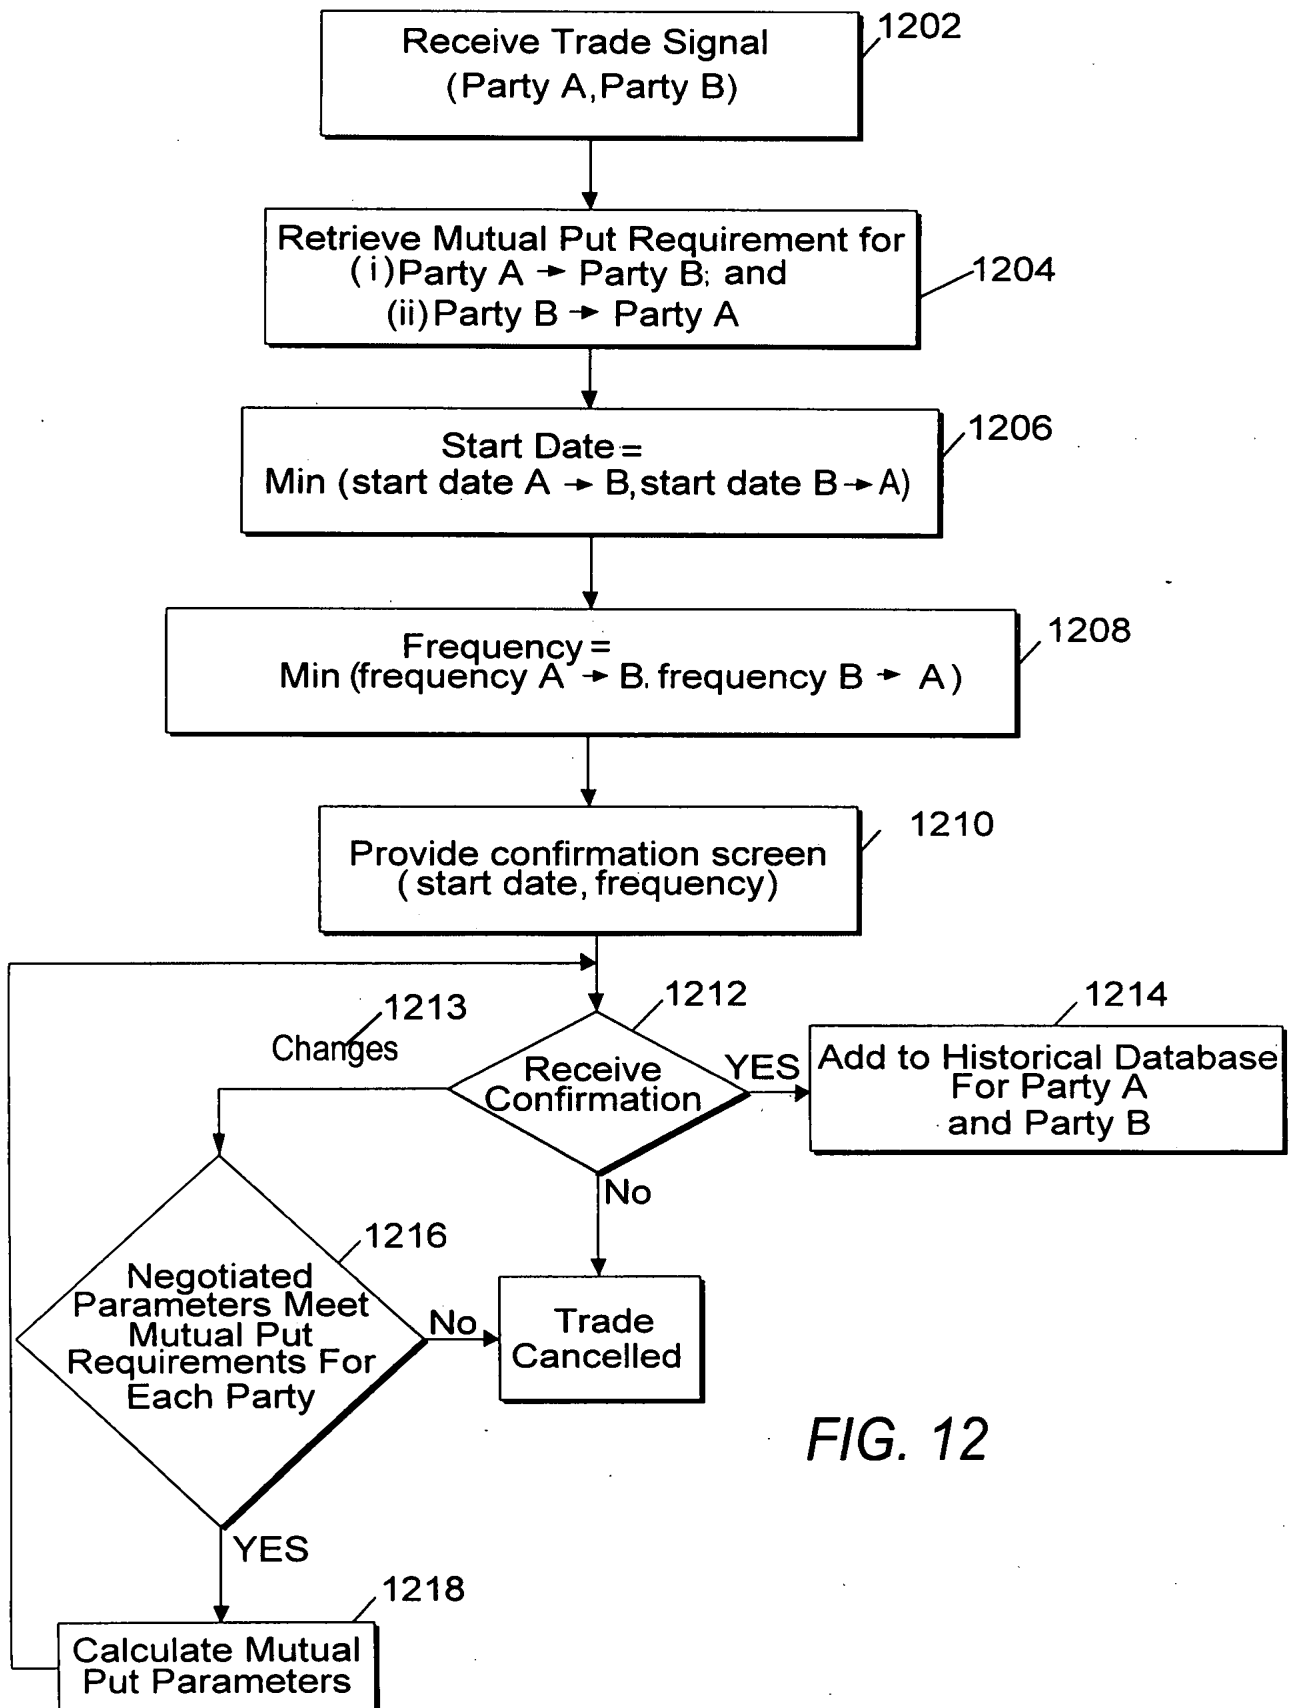 Receive Trade Signal
(Party A, Party B)
1202
Retrieve Mutual Put Requirement for
(i) Party A → Party B; and
(ii) Party B → Party A
1204
Start Date =
Min (start date A → B, start date B → A)
1206
Frequency =
Min (frequency A → B, frequency B → A)
1208
Provide confirmation screen
(start date, frequency)
1210
1213
Changes
1212
Receive
Confirmation
YES
1214
Add to Historical Database
For Party A
and Party B
No
1216
Negotiated
Parameters Meet
Mutual Put
Requirements For
Each Party
No
Trade
Cancelled
FIG. 12
YES
1218
Calculate Mutual
Put Parameters